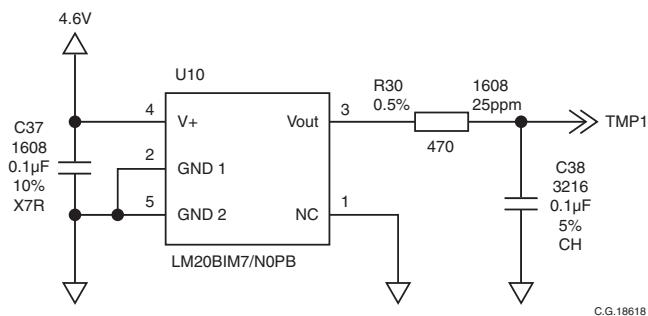 4.6V
U10
C37
1608
0.1µF
10%
X7R
4
V+
2
GND 1
5
GND 2
Vout
3
NC
1
LM20BIM7/N0PB
R30
0.5%
1608
25ppm
470
TMP1
C38
3216
0.1µF
5%
CH
C.G.18618